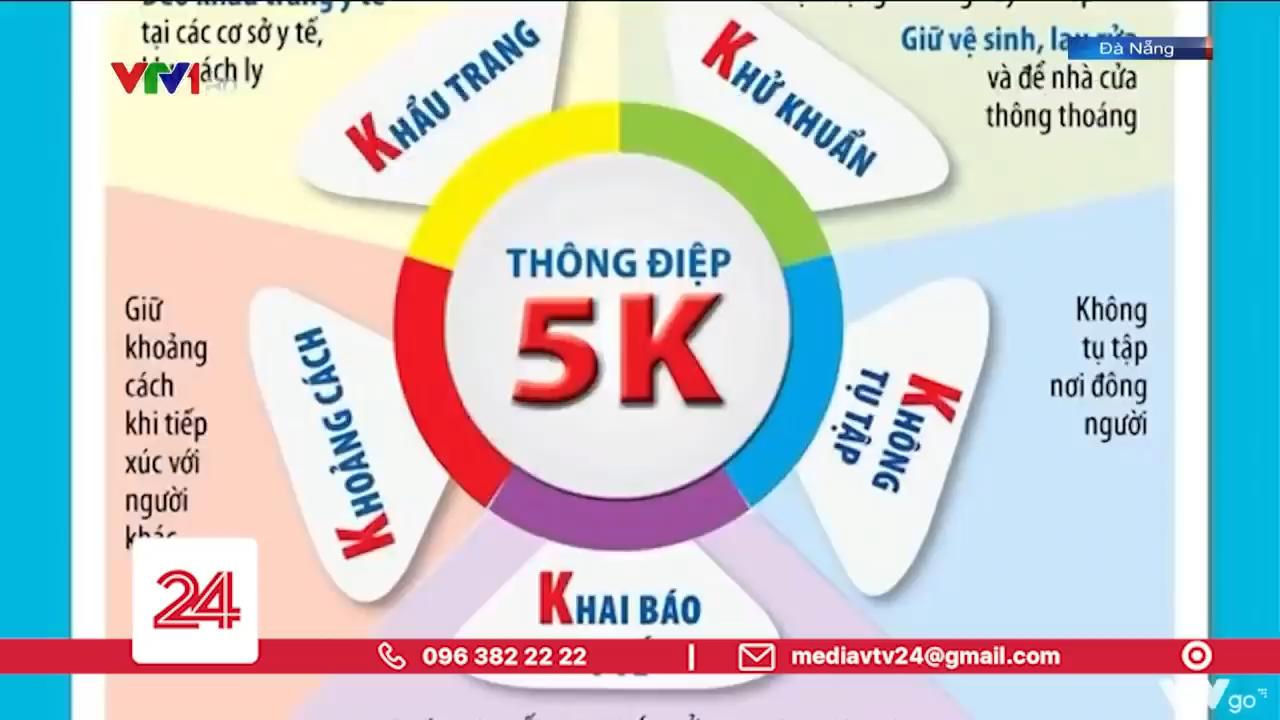 tại các cơ sở y tế,
ách ly
VTV1
KHẨU TRANG
KHỬ KHUẨN
Giữ vệ sinh,
và để nhà cửa
thông thoáng
Đà Nẵng
THÔNG ĐIỆP
5K
Giữ
khoảng
cách
khi tiếp
xúc với
người
KHOẢNG CÁCH
KHÔNG
TỤ TẬP
Không
tụ tập
nơi đông
người
KHAI BÁO
24
096 382 22 22 | mediavtv24@gmail.com
go